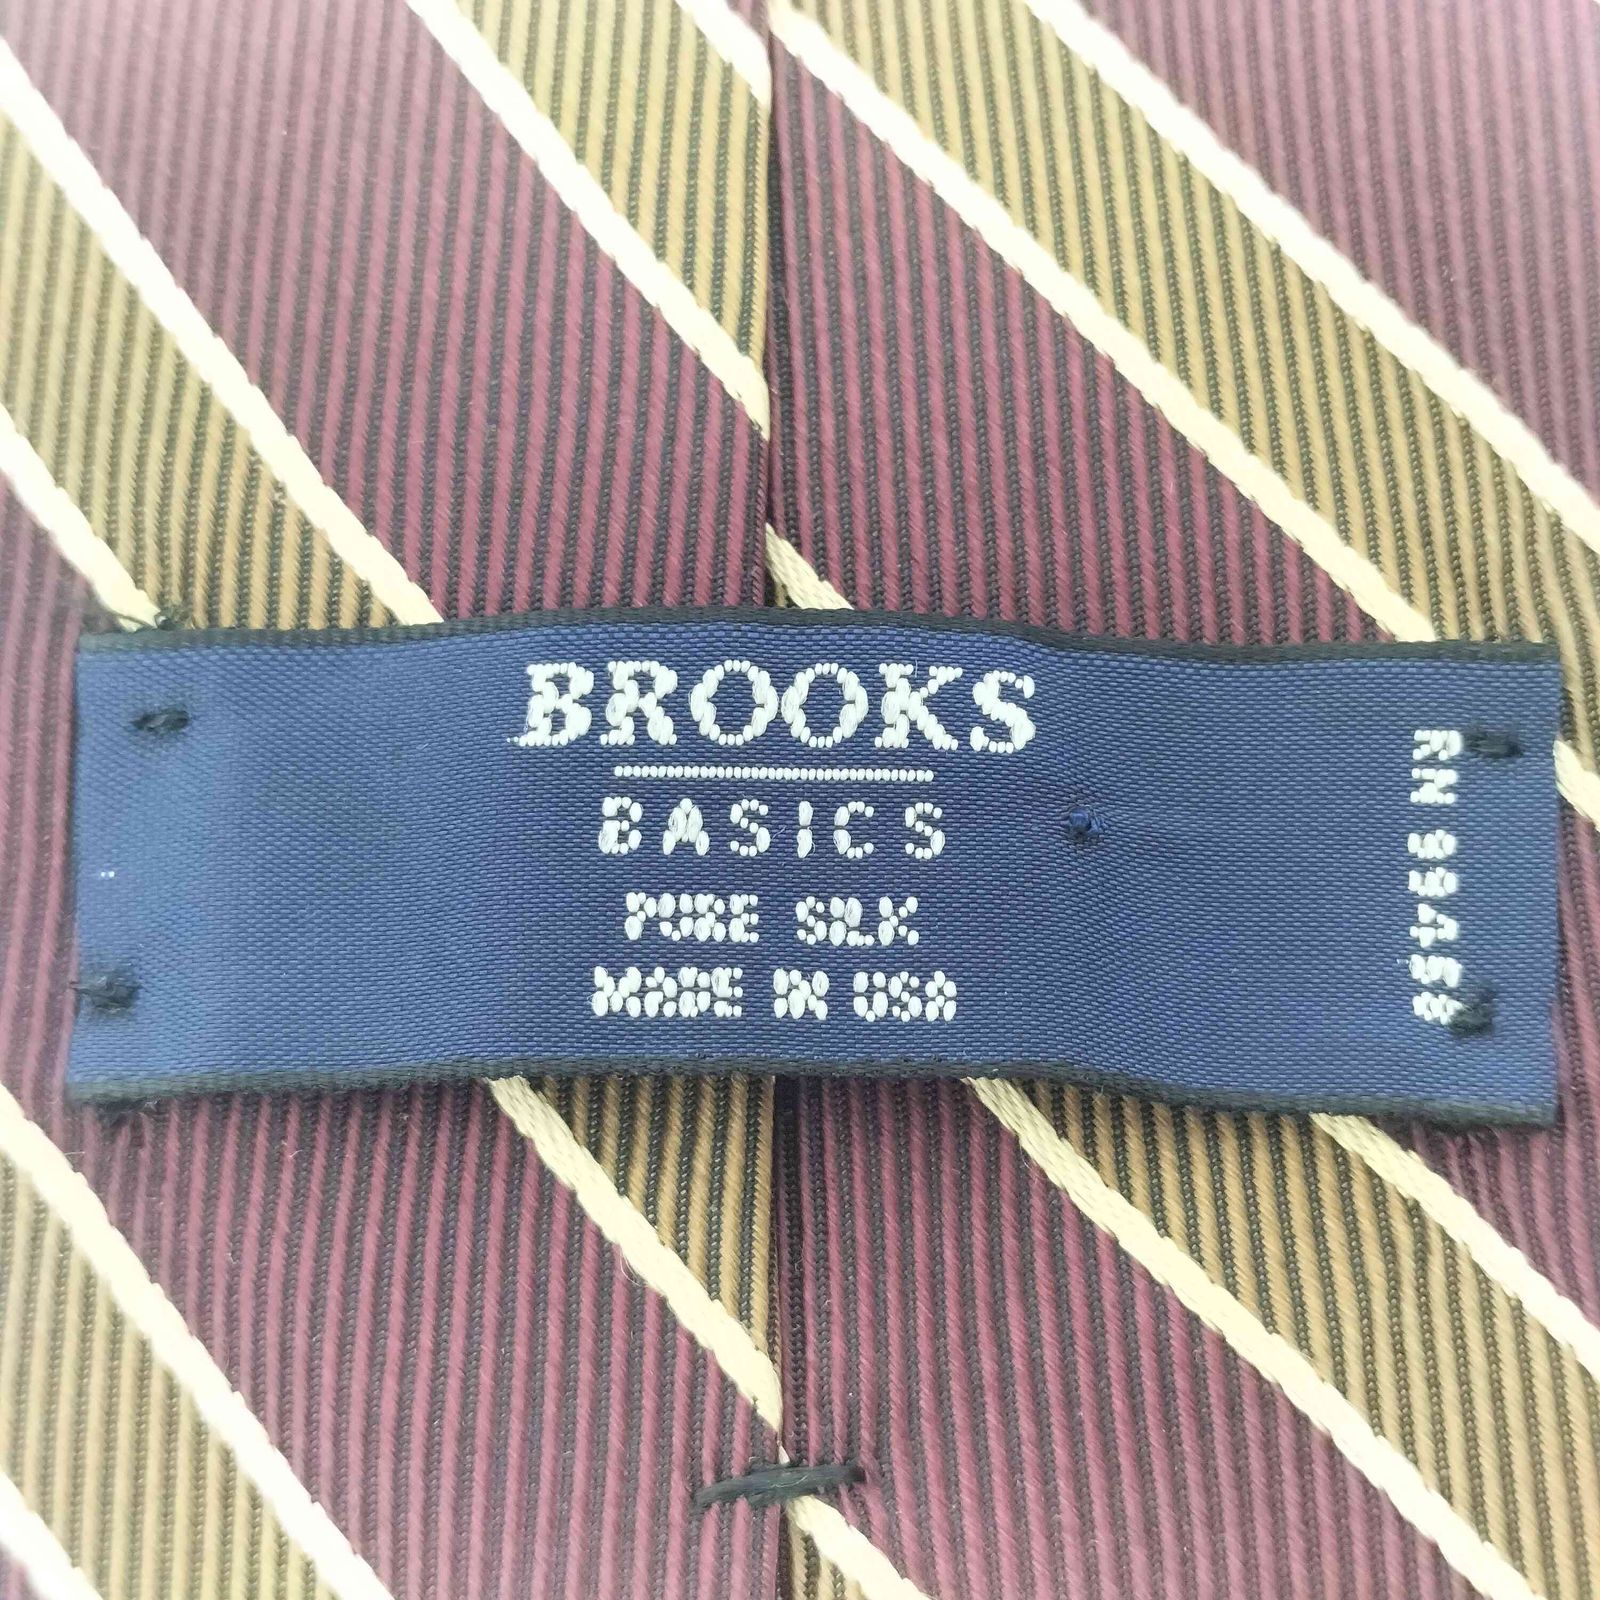 BROOKS
BASICS
PURE SILK
MADE IN USA
RN 99458